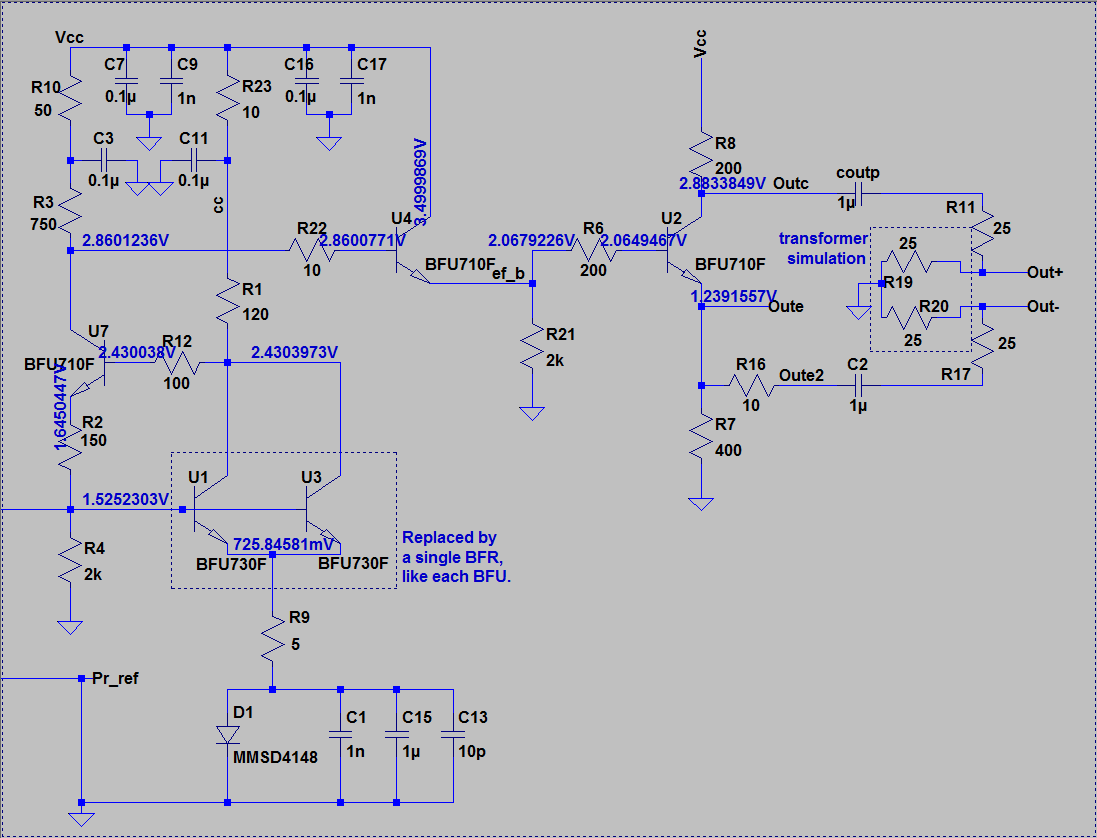 Vcc
C7
0.1µ
C9
1n
R10
50
R23
10
C16
0.1µ
C17
1n
Vcc
C3
0.1µ
C11
0.1µ
R3
750
cc
3.4999869V
R8
200
2.8833849V
Outc
coutp
1µ
R11
25
2.8601236V
R22
10
2.8600771V
U4
BFU710F
ef_b
2.0679226V
R6
200
2.0649467V
U2
BFU710F
transformer
simulation
25
R19
R20
25
Out+
Out-
25
R17
R1
120
1.2391557V
Oute
U7
BFU710F
2.430038V
R12
100
2.4303973V
R21
2k
R16
10
Oute2
C2
1µ
1.6450447V
R2
150
R7
400
1.5252303V
U1
BFU730F
U3
BFU730F
725.84581mV
Replaced by
a single BFR,
like each BFU.
R4
2k
R9
5
Pr_ref
D1
MMSD4148
C1
1n
C15
1µ
C13
10p